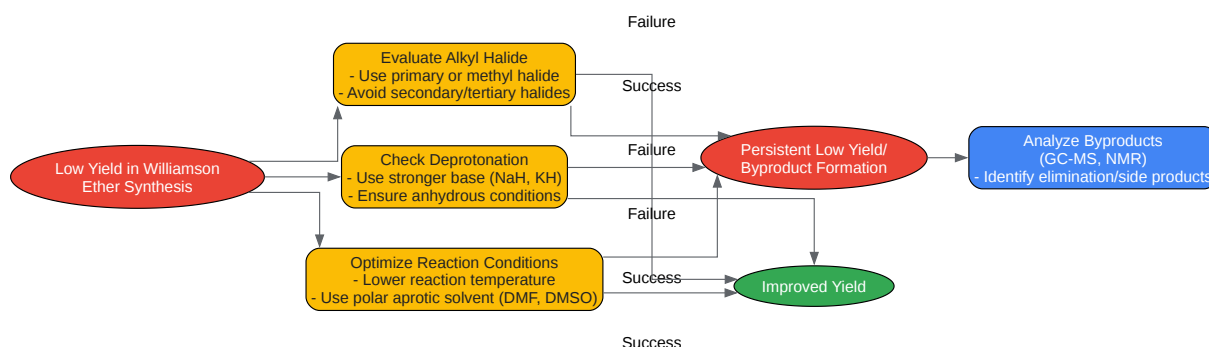 Failure
Evaluate Alkyl Halide
- Use primary or methyl halide
- Avoid secondary/tertiary halides
Success
Low Yield in Williamson
Ether Synthesis
Check Deprotonation
- Use stronger base (NaH, KH)
- Ensure anhydrous conditions
Failure
Persistent Low Yield/
Byproduct Formation
Analyze Byproducts
(GC-MS, NMR)
- Identify elimination/side products
Failure
Optimize Reaction Conditions
- Lower reaction temperature
- Use polar aprotic solvent (DMF, DMSO)
Success
Improved Yield
Success